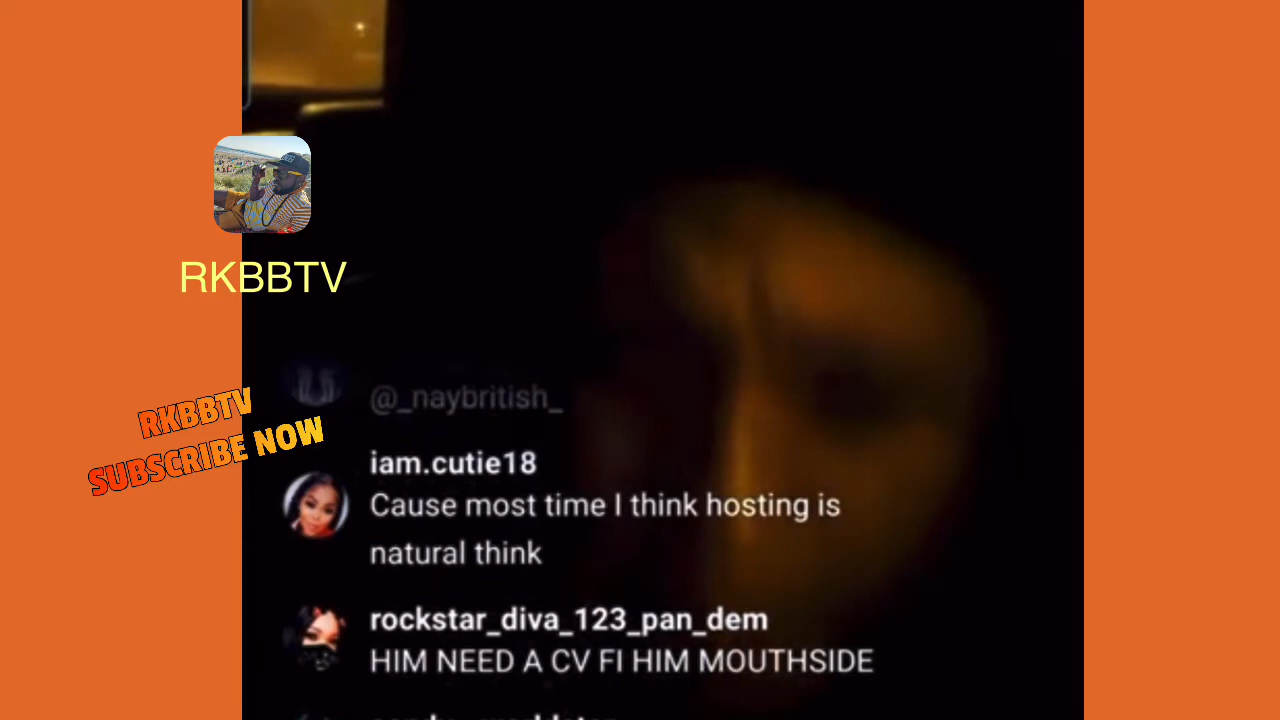 RKBBTV
@_naybritish_
RKBBTV
SUBSCRIBE NOW
iam.cutie18
Cause most time I think hosting is
natural think
rockstar_diva_123_pan_dem
HIM NEED A CV FI HIM MOUTHSIDE